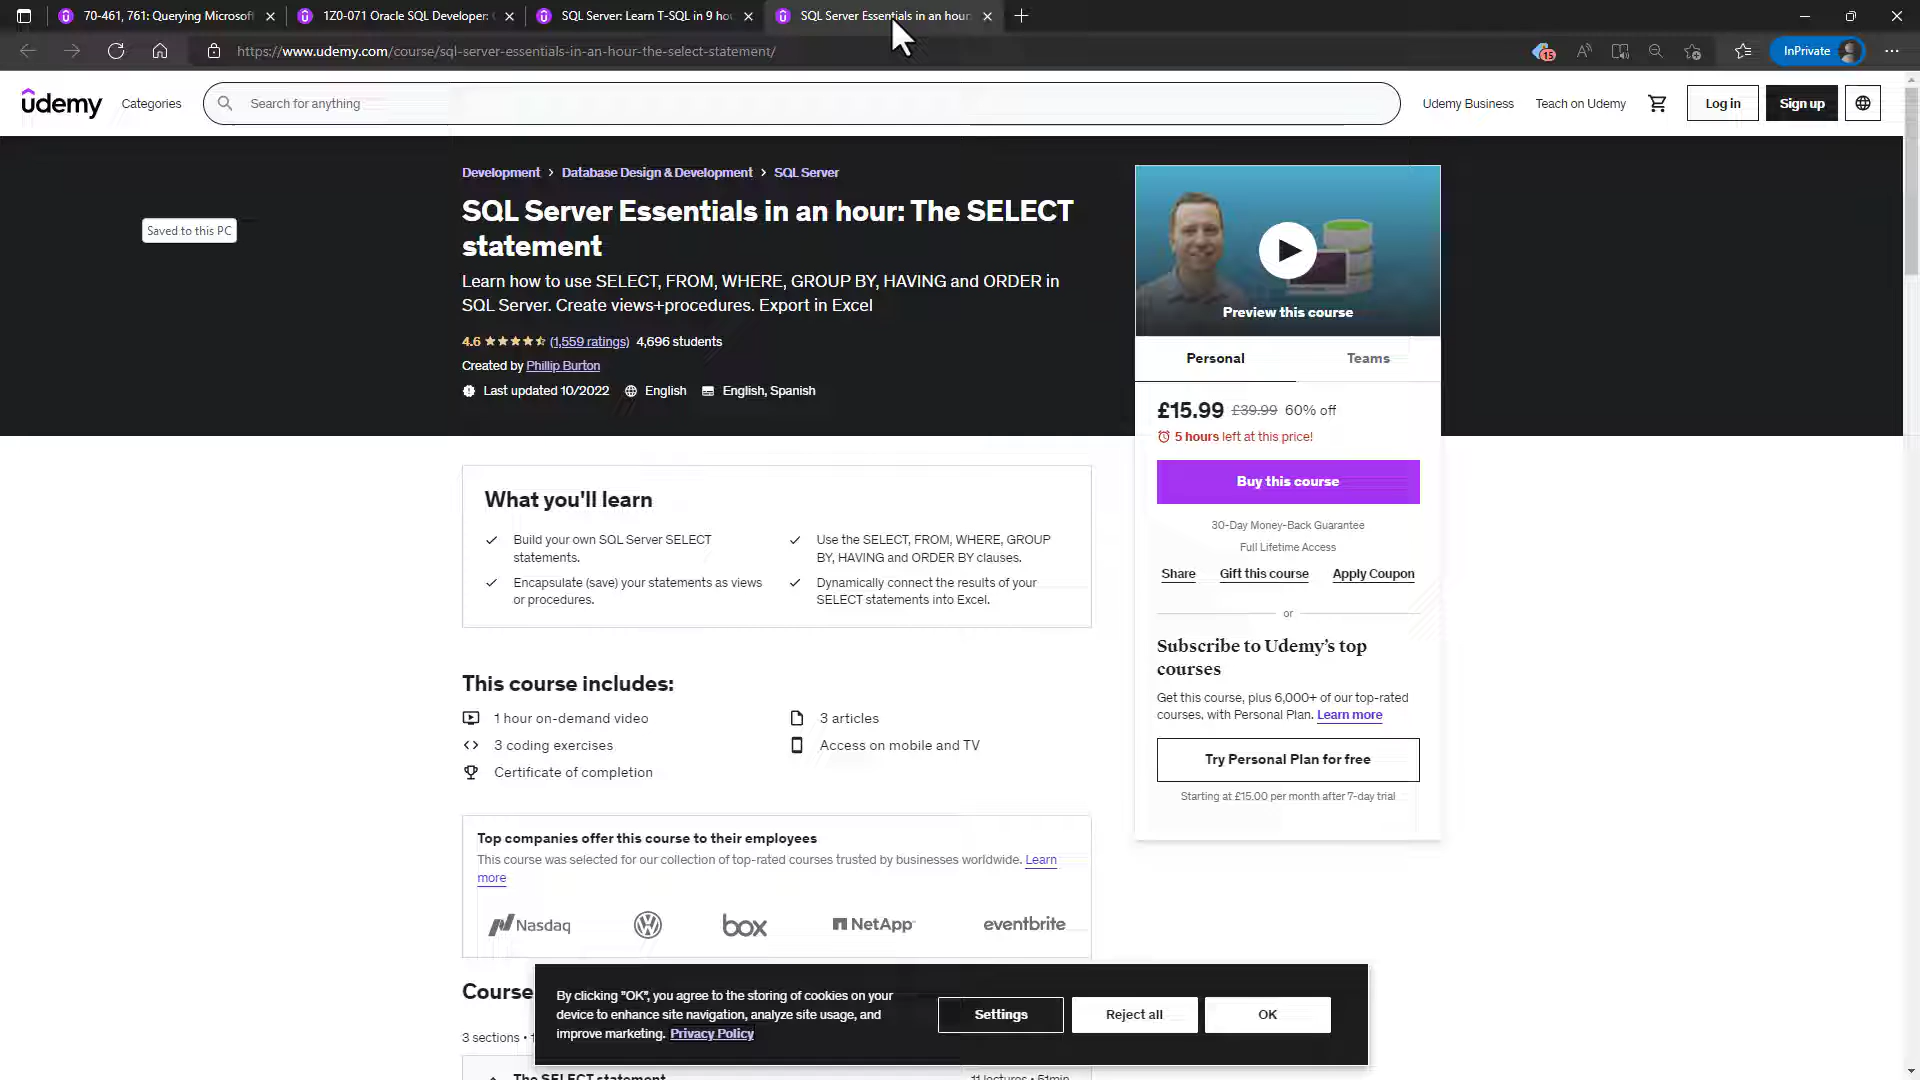 70-461, 761: Querying Microsoft
1Z0-071 Oracle SQL Developer:
SQL Server: Learn T-SQL in 9 ho
SQL Server Essentials in an hour:
https://www.udemy.com/course/sql-server-essentials-in-an-hour-the-select-statement/
15
InPrivate
udemy
Categories
Search for anything
Udemy Business
Teach on Udemy
Log in
Sign up
Development > Database Design & Development > SQL Server
SQL Server Essentials in an hour: The SELECT
statement
Saved to this PC
Learn how to use SELECT, FROM, WHERE, GROUP BY, HAVING and ORDER in
SQL Server. Create views+procedures. Export in Excel
4.6 (1,559 ratings) 4,696 students
Created by Phillip Burton
Last updated 10/2022 English English, Spanish
Preview this course
Personal
Teams
£15.99 £39.99 60% off
5 hours left at this price!
Buy this course
30-Day Money-Back Guarantee
Full Lifetime Access
Share
Gift this course
Apply Coupon
or
Subscribe to Udemy's top
courses
Get this course, plus 6,000+ of our top-rated
courses, with Personal Plan. Learn more
Try Personal Plan for free
Starting at £15.00 per month after 7-day trial
What you'll learn
Build your own SQL Server SELECT
statements.
Use the SELECT, FROM, WHERE, GROUP
BY, HAVING and ORDER BY clauses.
Encapsulate (save) your statements as views
or procedures.
Dynamically connect the results of your
SELECT statements into Excel.
This course includes:
1 hour on-demand video
3 articles
3 coding exercises
Access on mobile and TV
Certificate of completion
Top companies offer this course to their employees
This course was selected for our collection of top-rated courses trusted by businesses worldwide. Learn
more
Nasdaq
box
NetApp
eventbrite
Course
3 sections •
The SELECT statement
11 lectures • 51min
By clicking "OK", you agree to the storing of cookies on your
device to enhance site navigation, analyze site usage, and
improve marketing. Privacy Policy
Settings
Reject all
OK